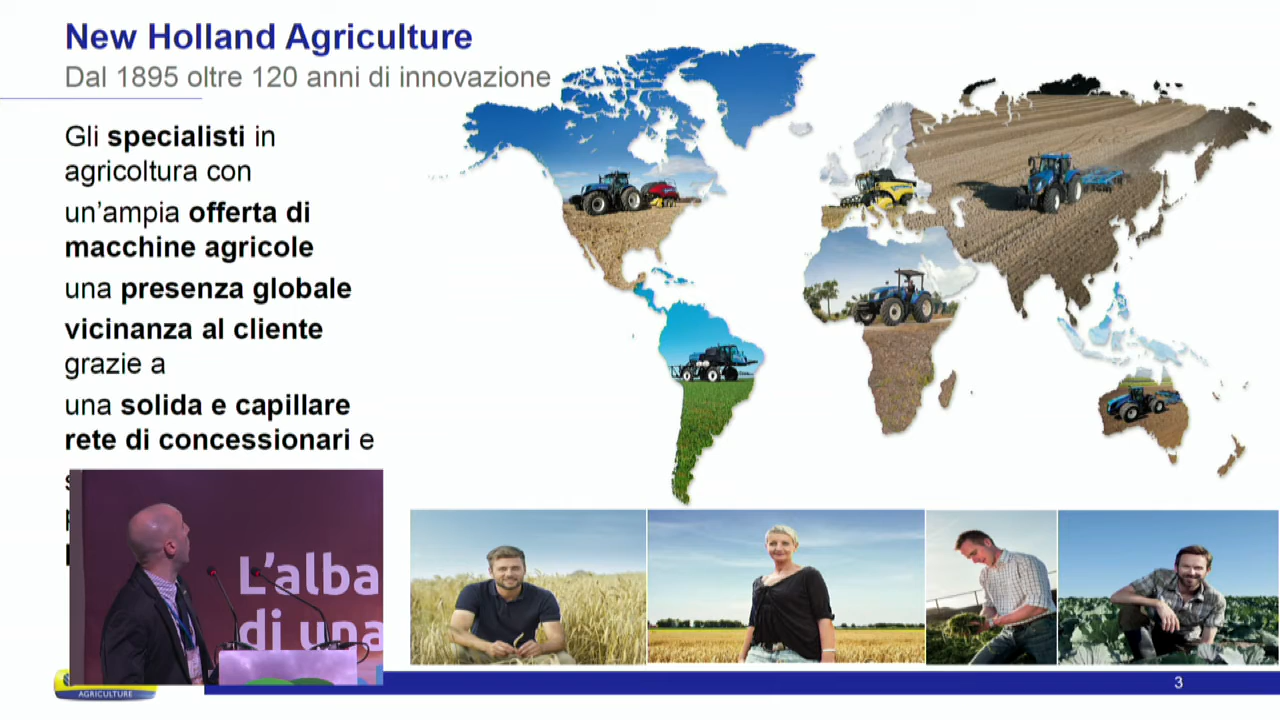 New Holland Agriculture
Dal 1895 oltre 120 anni di innovazione
Gli specialisti in
agricoltura con
un'ampia offerta di
macchine agricole
una presenza globale
vicinanza al cliente
grazie a
una solida e capillare
rete di concessionari e
L'alba
di una
AGRICULTURE
3